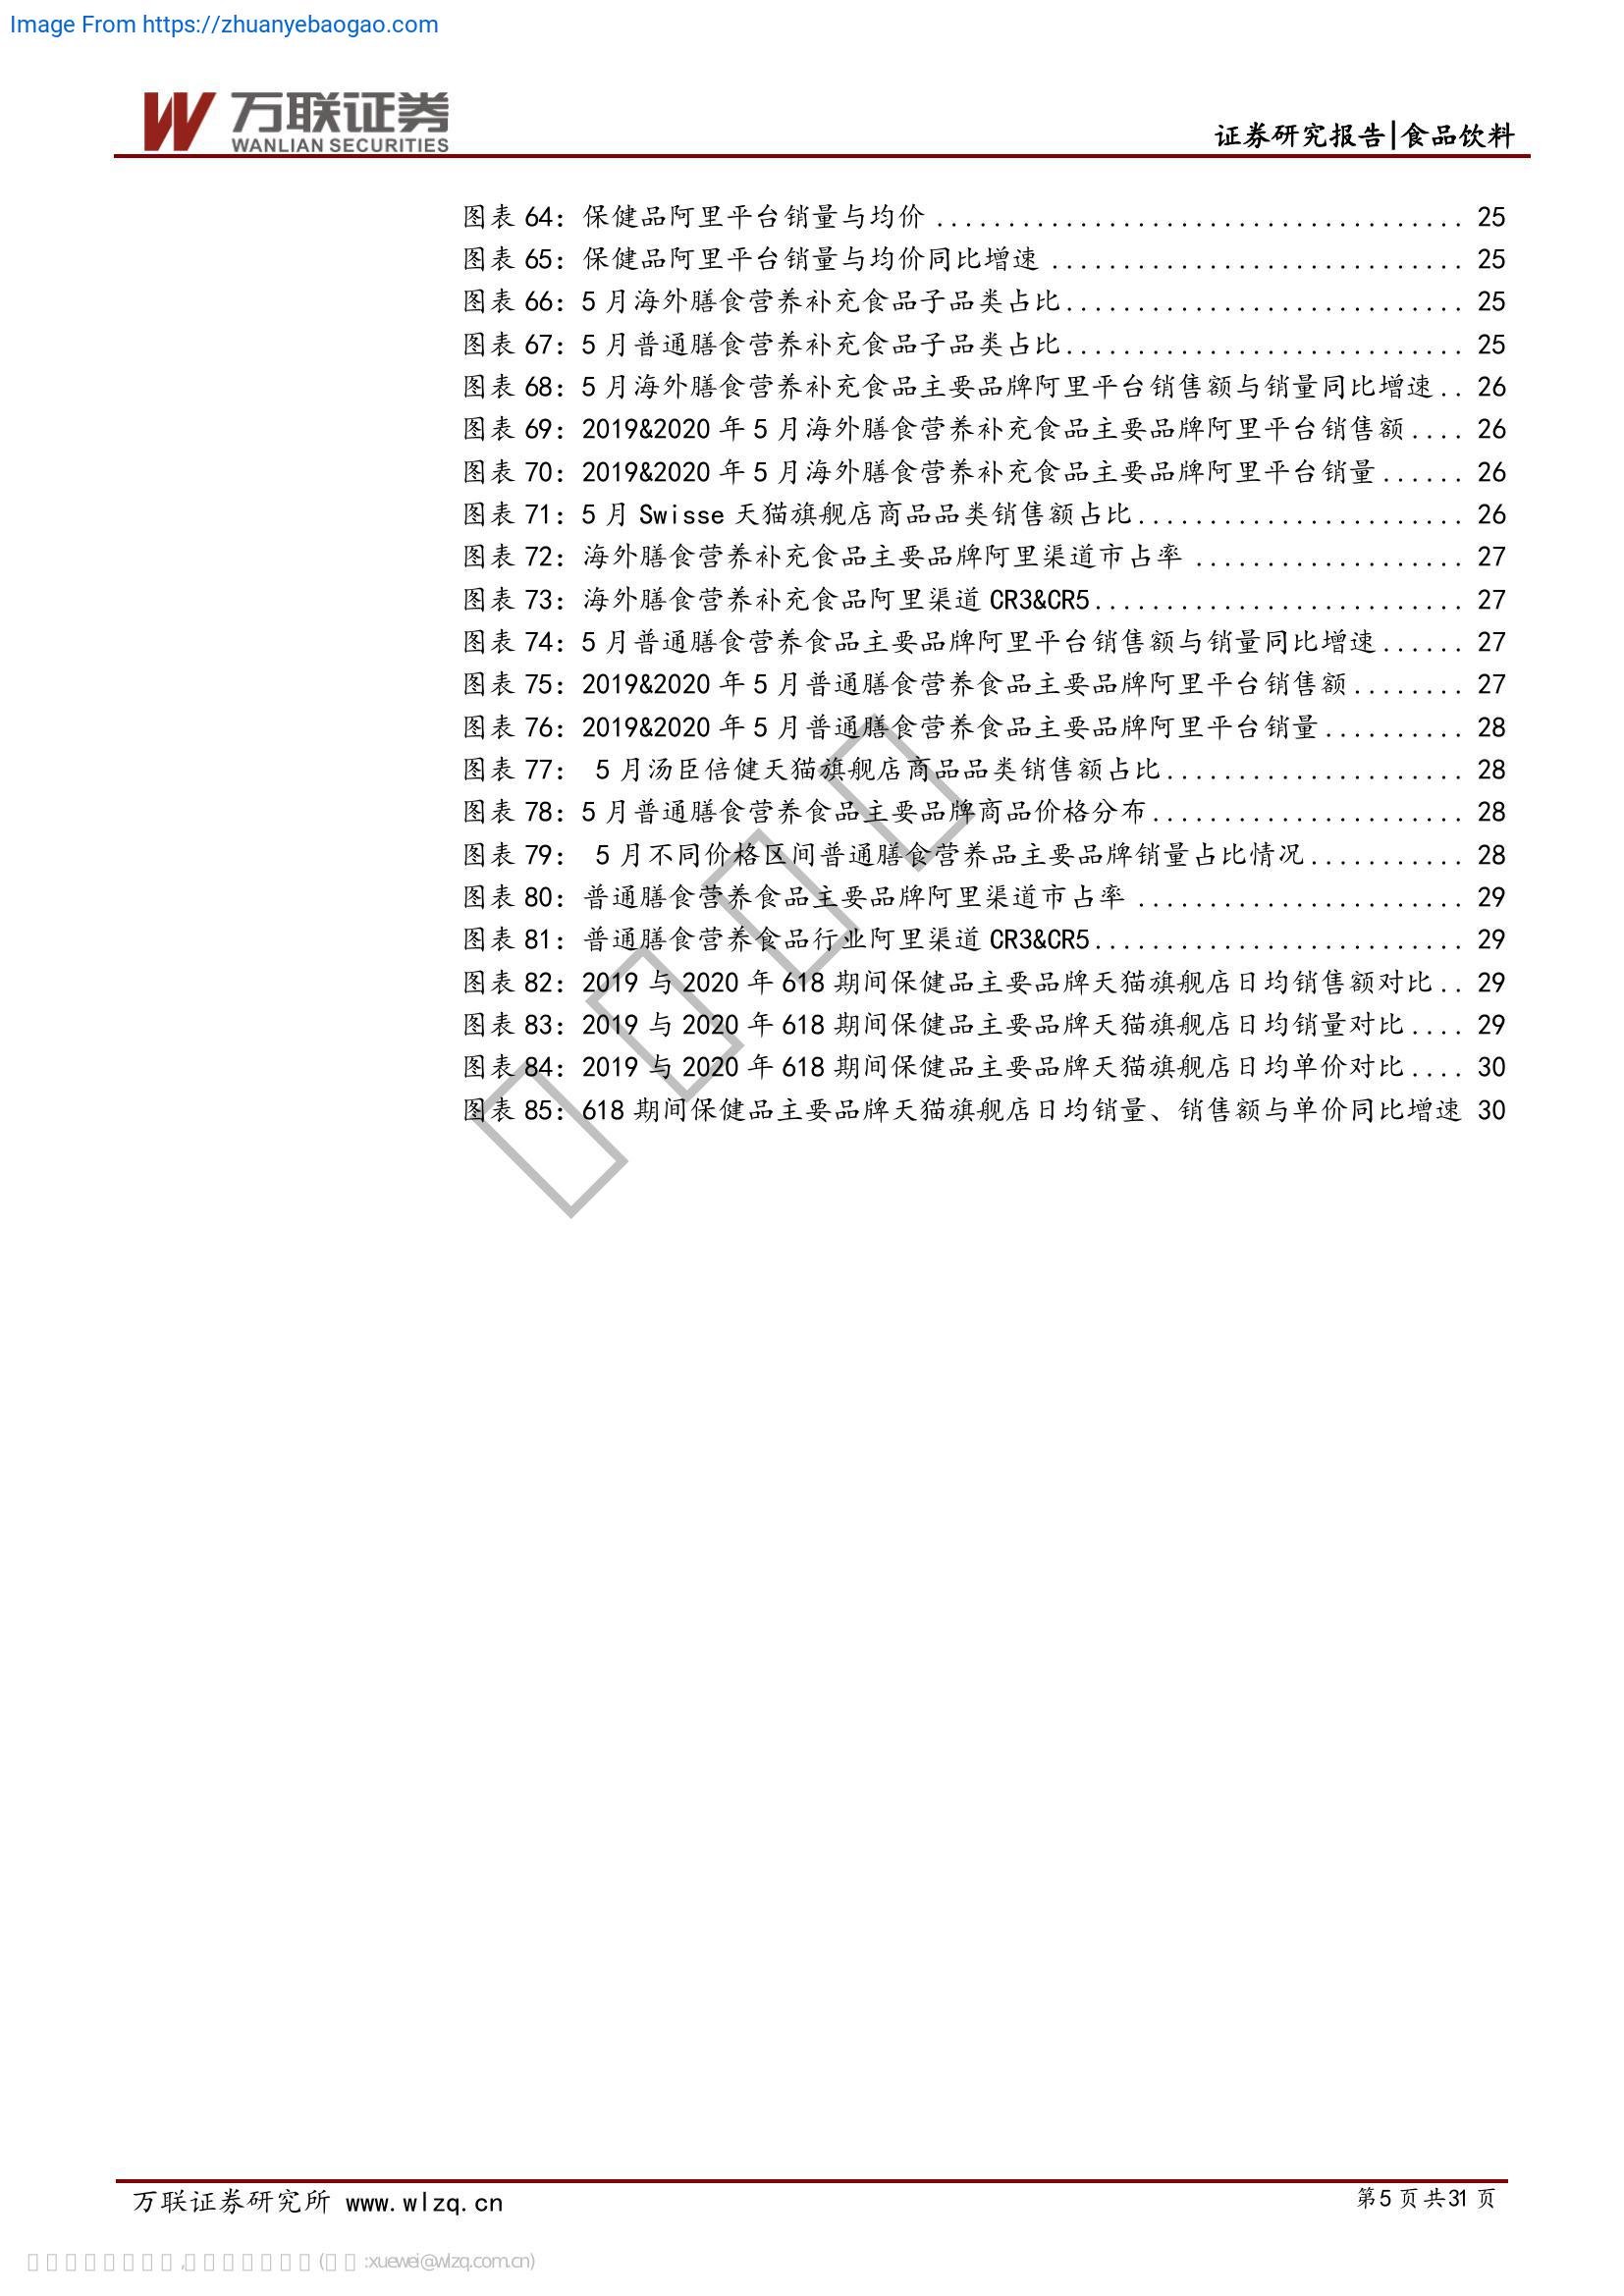 Image From https://zhuanyebaogao.com
万联证券
WANLIAN SECURITIES
证券研究报告|食品饮料
图表 64：保健品阿里平台销量与均价 ..................................... 25
图表 65：保健品阿里平台销量与均价同比增速 ............................. 25
图表 66：5 月海外膳食营养补充食品子品类占比............................ 25
图表 67：5 月普通膳食营养补充食品子品类占比............................ 25
图表 68：5 月海外膳食营养补充食品主要品牌阿里平台销售额与销量同比增速.. 26
图表 69：2019&2020 年 5 月海外膳食营养补充食品主要品牌阿里平台销售额.... 26
图表 70：2019&2020 年 5 月海外膳食营养补充食品主要品牌阿里平台销量...... 26
图表 71：5 月 Swisse 天猫旗舰店商品品类销售额占比....................... 26
图表 72：海外膳食营养补充食品主要品牌阿里渠道市占率 ................... 27
图表 73：海外膳食营养补充食品阿里渠道 CR3&CR5.......................... 27
图表 74：5 月普通膳食营养食品主要品牌阿里平台销售额与销量同比增速...... 27
图表 75：2019&2020 年 5 月普通膳食营养食品主要品牌阿里平台销售额........ 27
图表 76：2019&2020 年 5 月普通膳食营养食品主要品牌阿里平台销量.......... 28
图表 77： 5 月汤臣倍健天猫旗舰店商品品类销售额占比..................... 28
图表 78：5 月普通膳食营养食品主要品牌商品价格分布...................... 28
图表 79： 5 月不同价格区间普通膳食营养品主要品牌销量占比情况........... 28
图表 80：普通膳食营养食品主要品牌阿里渠道市占率 ....................... 29
图表 81：普通膳食营养食品行业阿里渠道 CR3&CR5.......................... 29
图表 82：2019 与 2020 年 618 期间保健品主要品牌天猫旗舰店日均销售额对比.. 29
图表 83：2019 与 2020 年 618 期间保健品主要品牌天猫旗舰店日均销量对比.... 29
图表 84：2019 与 2020 年 618 期间保健品主要品牌天猫旗舰店日均单价对比.... 30
图表 85：618 期间保健品主要品牌天猫旗舰店日均销量、销售额与单价同比增速 30
万联证券研究所 www.wlzq.cn
第5 页 共31 页
:xuewei@wlzq.com.cn)